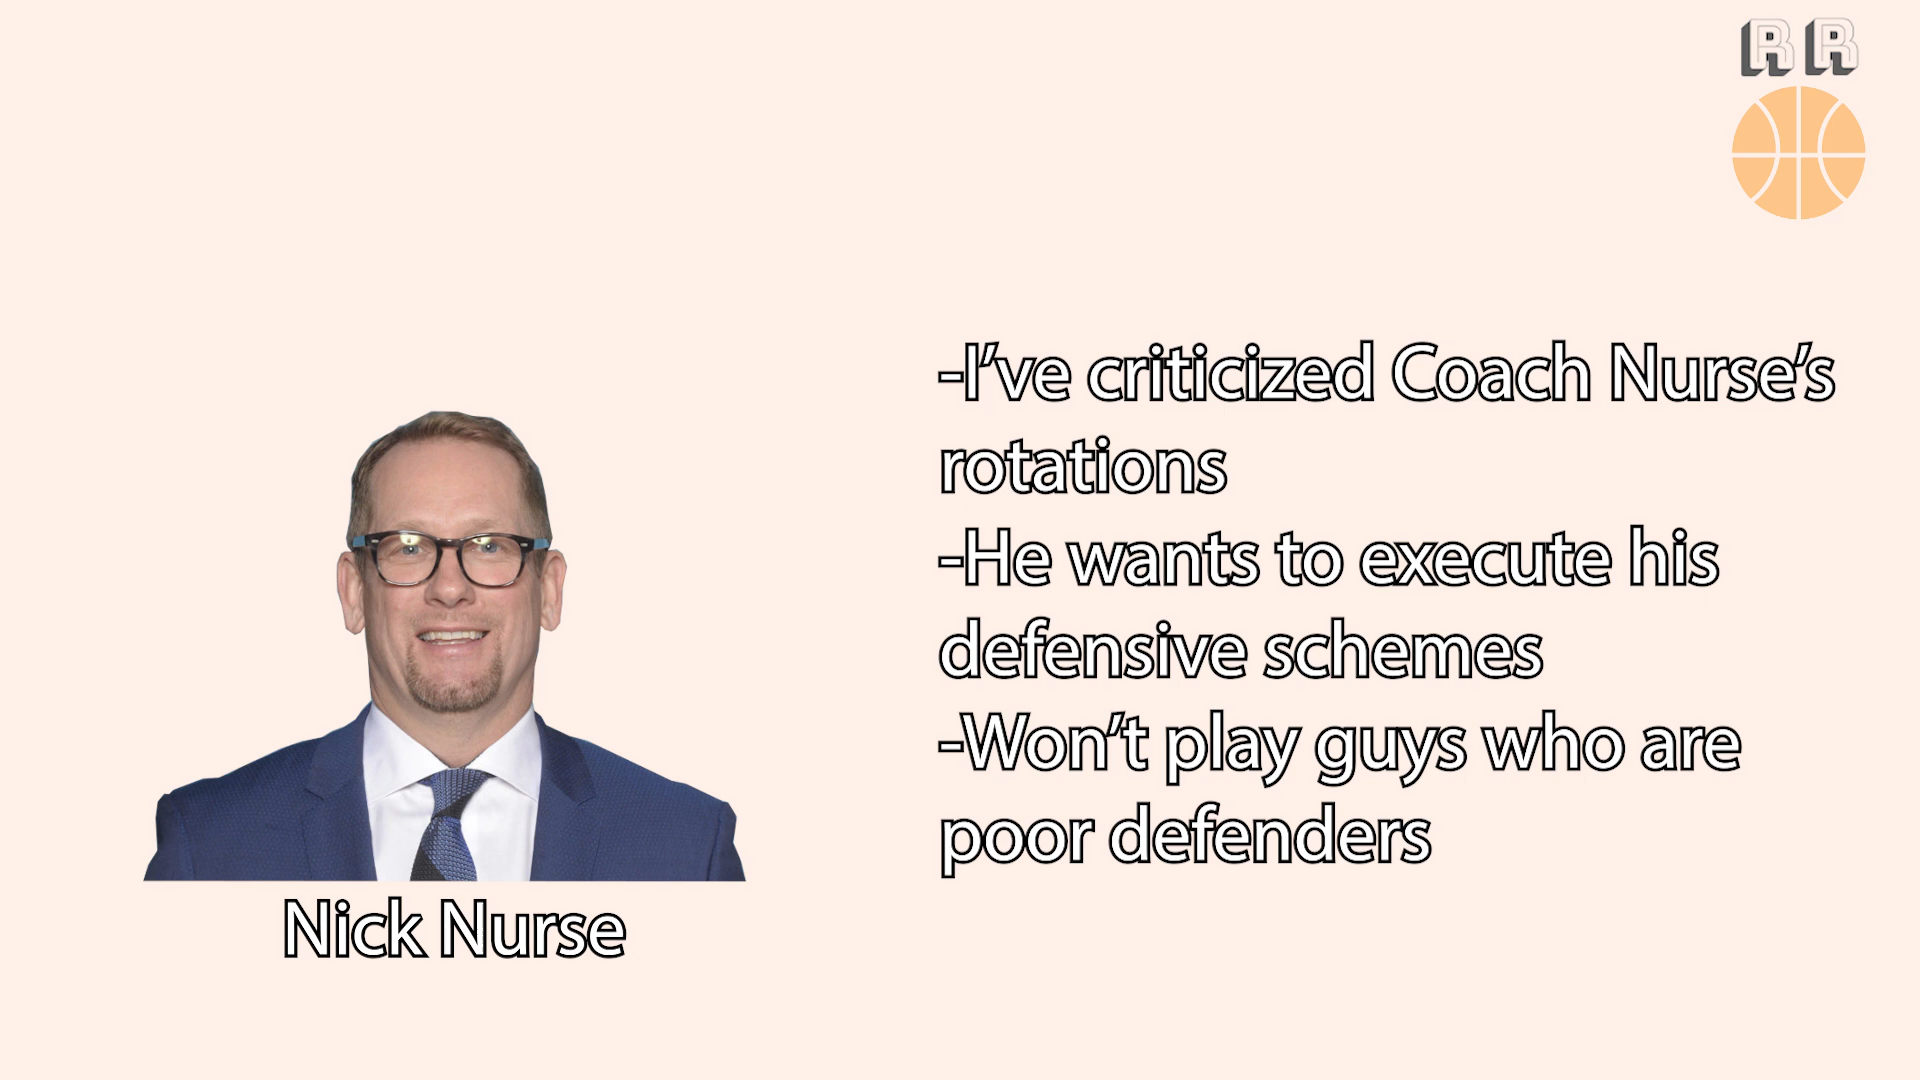 RR
-I’ve criticized Coach Nurse’s
rotations
-He wants to execute his
defensive schemes
-Won’t play guys who are
poor defenders
Nick Nurse